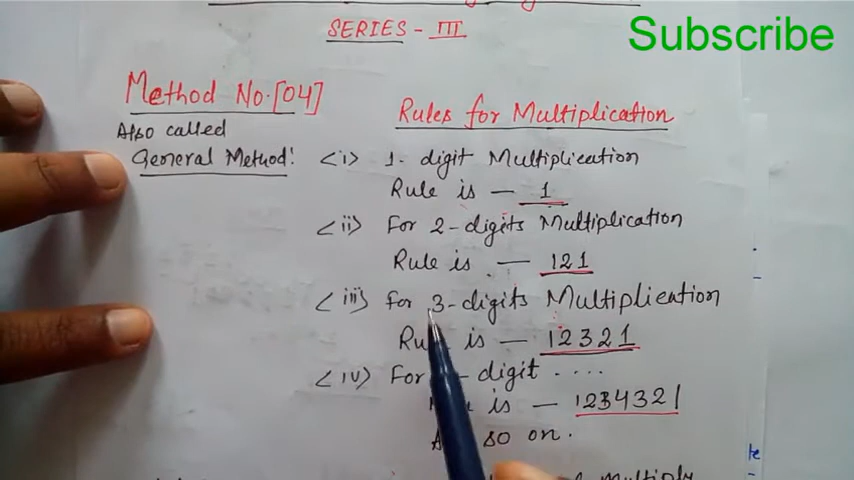 SERIES - III
Subscribe
Method No.[04]
Also called
General Method:
Rules for Multiplication
<i> 1- digit Multiplication
Rule is — 1
<ii> For 2-digits Multiplication
Rule is — 121
<iii> For 3-digits Multiplication
is — 12321
<iv> For - digit ....
is — 1234321
so on.
Multiply
te